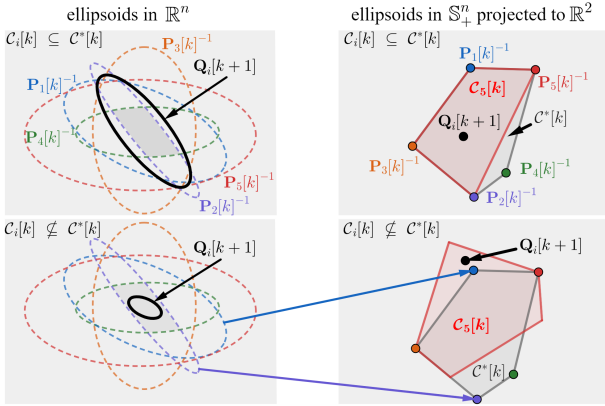 ellipsoids in ℝⁿ
ellipsoids in 𝕊₊ⁿ projected to ℝ²
𝒞ᵢ[k] ⊆ 𝒞*[k]
P₃[k]⁻¹
P₁[k]⁻¹
Q᙮ᵢ[k+1]
P₄[k]⁻¹
P₅[k]⁻¹
P₂[k]⁻¹
𝒞ᵢ[k] ⊆ 𝒞*[k]
P₁[k]⁻¹
𝒞₅[k]
P₅[k]⁻¹
Qᵢ[k+1]
𝒞*[k]
P₃[k]⁻¹
P₄[k]⁻¹
P₂[k]⁻¹
𝒞ᵢ[k] ⊈ 𝒞*[k]
Qᵢ[k+1]
𝒞ᵢ[k] ⊈ 𝒞*[k]
Qᵢ[k+1]
𝒞₅[k]
𝒞*[k]